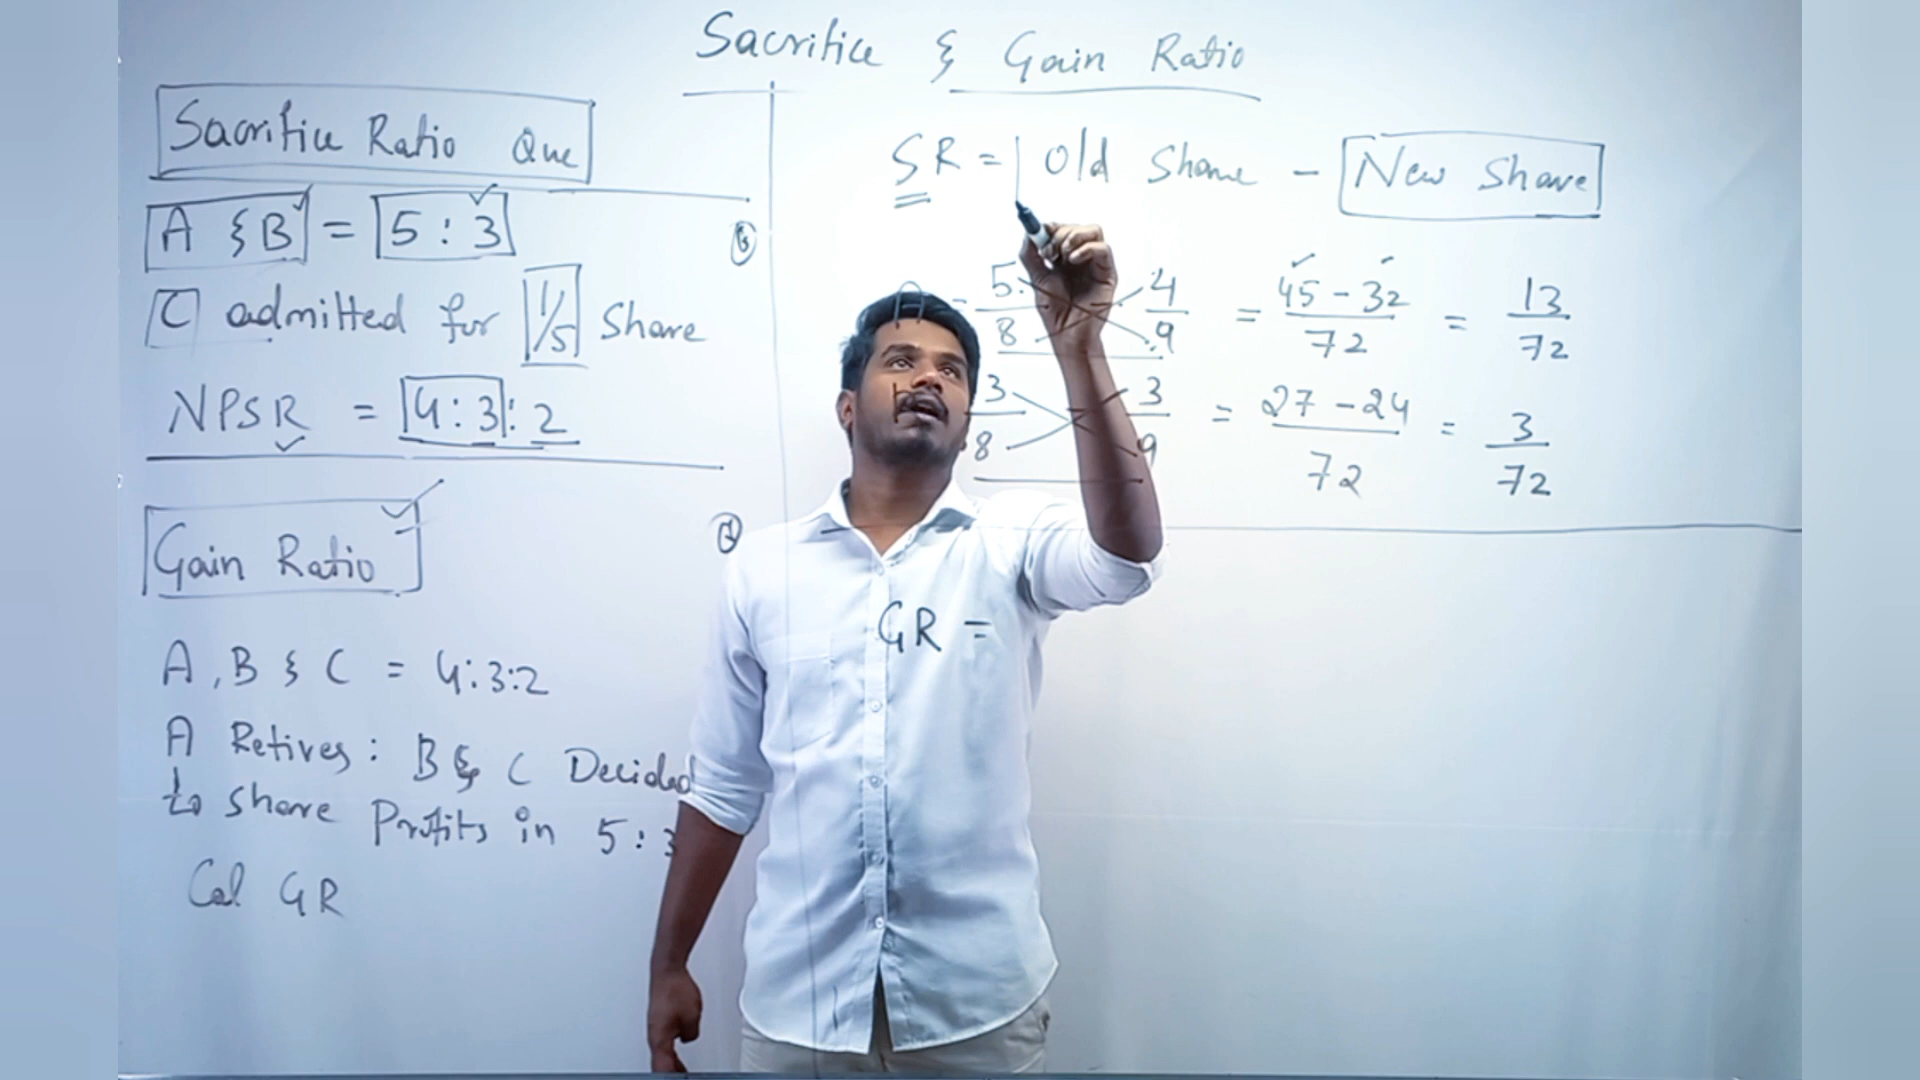 Sacrifice & Gain Ratio
Sacrifice Ratio Que
A & B = 5 : 3
C admitted for 1/5 Share
NPSR = 4:3:2
Gain Ratio
A, B & C = 4:3:2
A Retires : B & C Decided
to share Profits in 5:3
Cal GR
SR = Old Share - New Share
A = 5/8 4/9 = 45-32/72 = 13/72
B 3/8 3/9 = 27-24/72 = 3/72
GR =